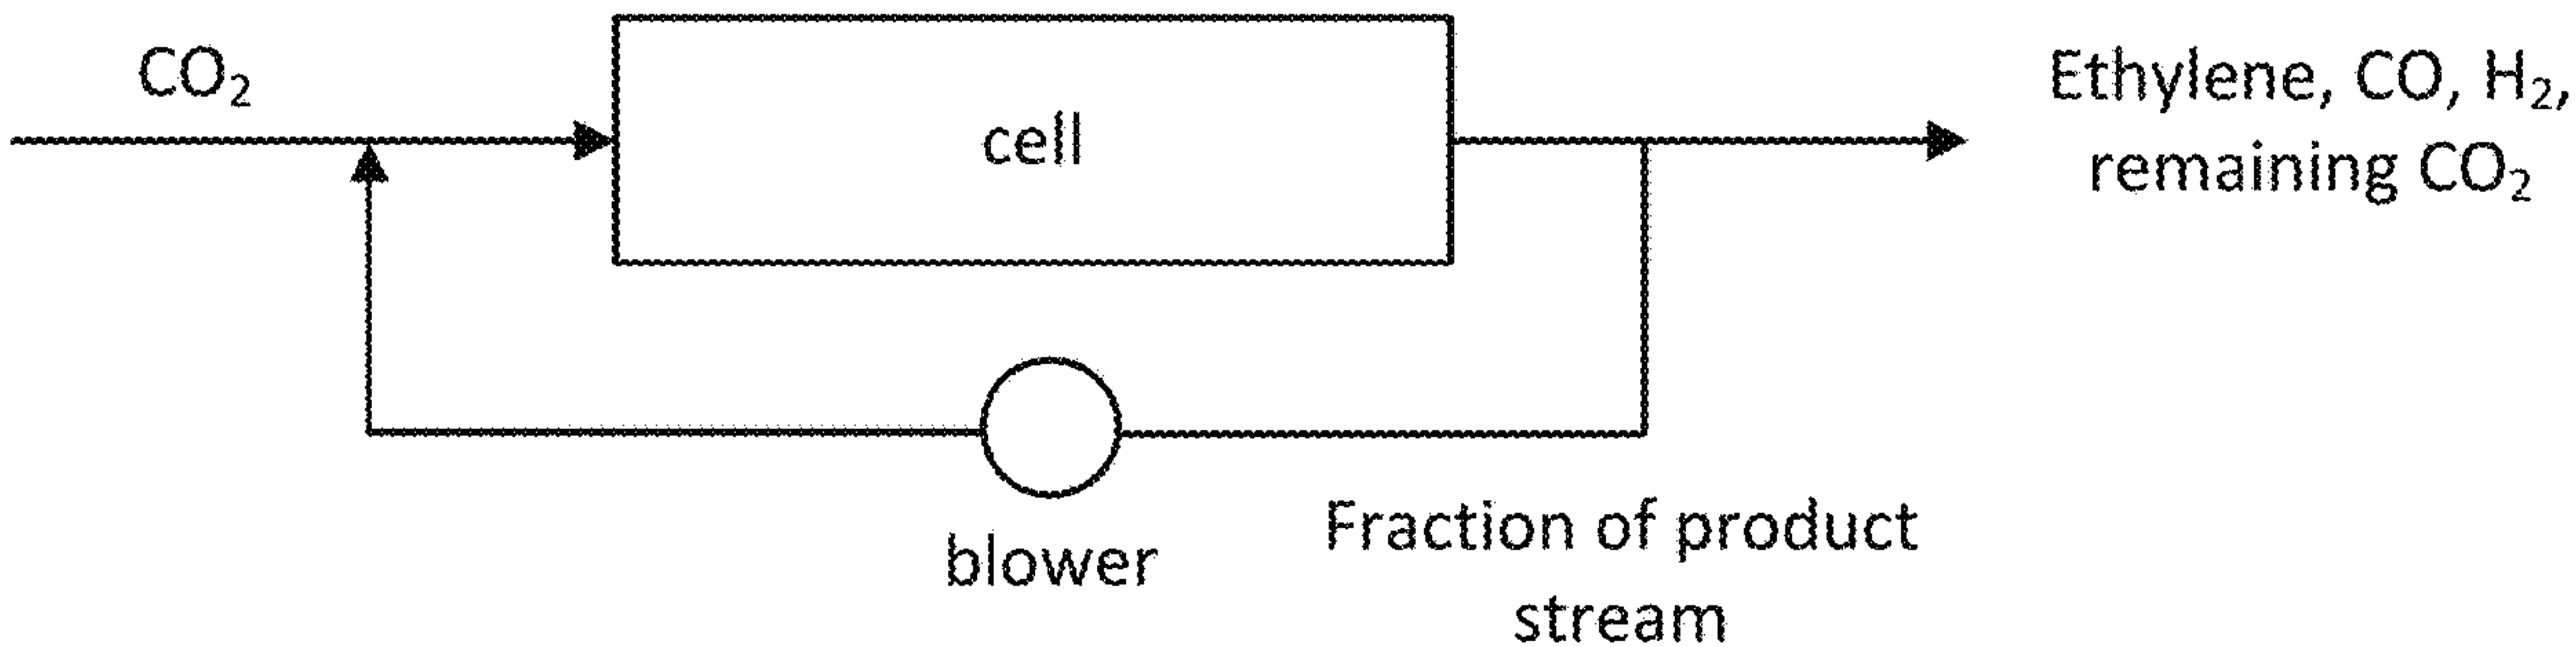 CO₂
cell
Ethylene, CO, H₂,
remaining CO₂
blower
Fraction of product
stream